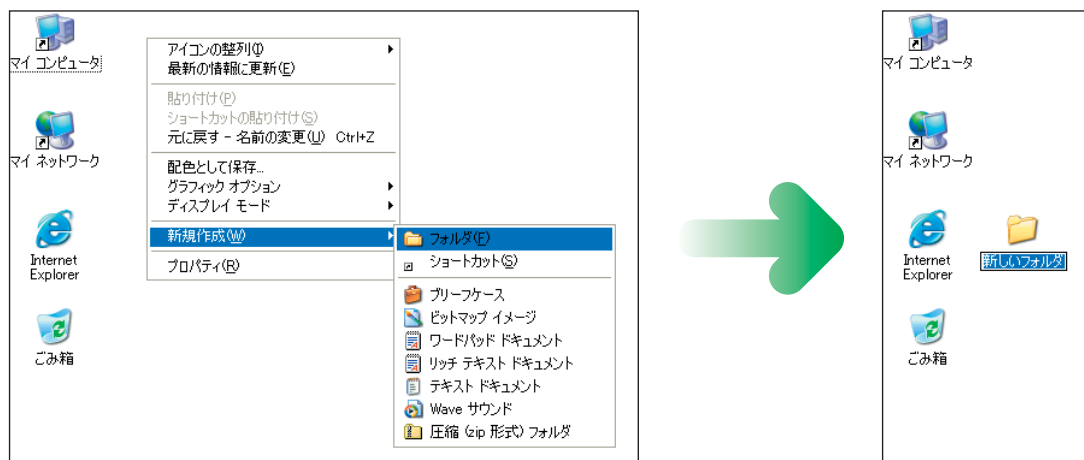 マイ コンピュータ
マイ ネットワーク
Internet
Explorer
ごみ箱
アイコンの整列(I)
最新の情報に更新(E)
貼り付け(P)
ショートカットの貼り付け(S)
元に戻す - 名前の変更(U) Ctrl+Z
配色として保存...
グラフィック オプション
ディスプレイ モード
新規作成(W)
プロパティ(R)
フォルダ(F)
ショートカット(S)
ブリーフケース
ビットマップ イメージ
ワードパッド ドキュメント
リッチ テキスト ドキュメント
テキスト ドキュメント
Wave サウンド
圧縮 (zip 形式) フォルダ
マイ コンピュータ
マイ ネットワーク
Internet
Explorer
新しいフォルダ
ごみ箱